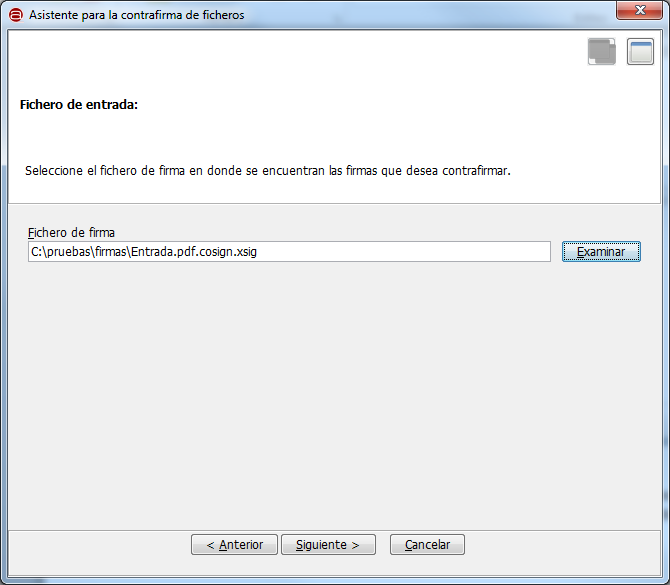 Asistente para la contrafirma de ficheros
Fichero de entrada:
Seleccione el fichero de firma en donde se encuentran las firmas que desea contrafirmar.
Fichero de firma
C:\pruebas\firmas\Entrada.pdf.cosign.xsig
Examinar
< Anterior
Siguiente >
Cancelar